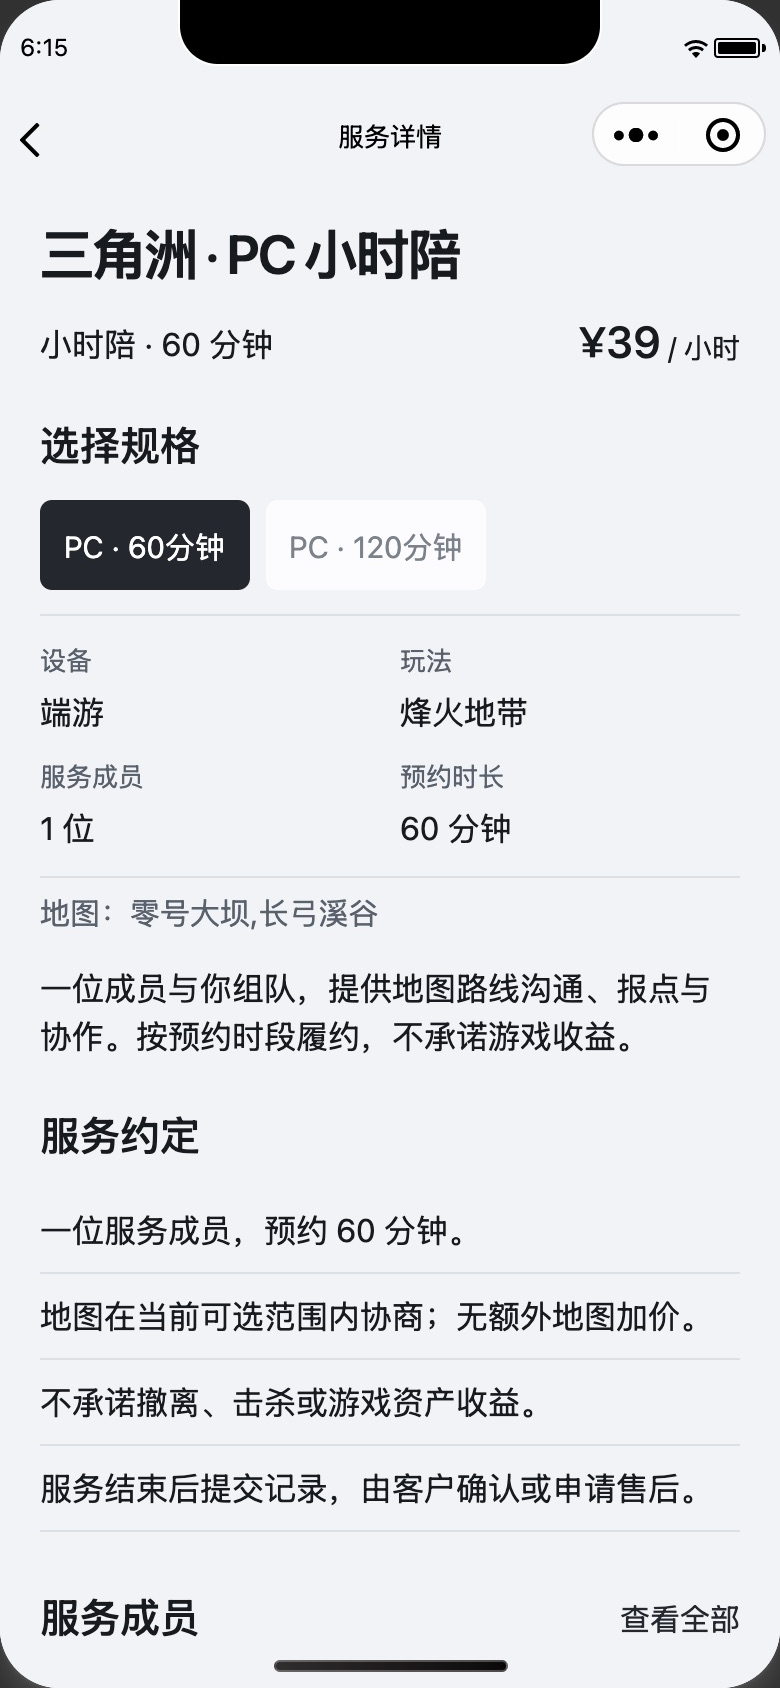 6:15
服务详情
三角洲 · PC 小时陪
小时陪 · 60 分钟
¥39 / 小时
选择规格
PC · 60分钟
PC · 120分钟
设备
玩法
端游
烽火地带
服务成员
预约时长
1 位
60 分钟
地图：零号大坝,长弓溪谷
一位成员与你组队，提供地图路线沟通、报点与
协作。按预约时段履约，不承诺游戏收益。
服务约定
一位服务成员，预约 60 分钟。
地图在当前可选范围内协商；无额外地图加价。
不承诺撤离、击杀或游戏资产收益。
服务结束后提交记录，由客户确认或申请售后。
服务成员
查看全部